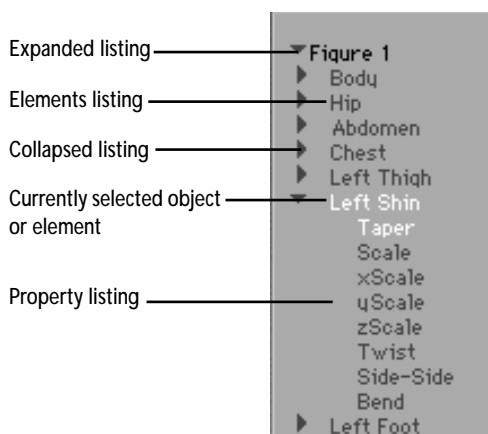 Expanded listing
Figure 1
Body
Elements listing
Hip
Abdomen
Collapsed listing
Chest
Left Thigh
Currently selected object
or element
Left Shin
Taper
Scale
xScale
Property listing
yScale
zScale
Twist
Side-Side
Bend
Left Foot